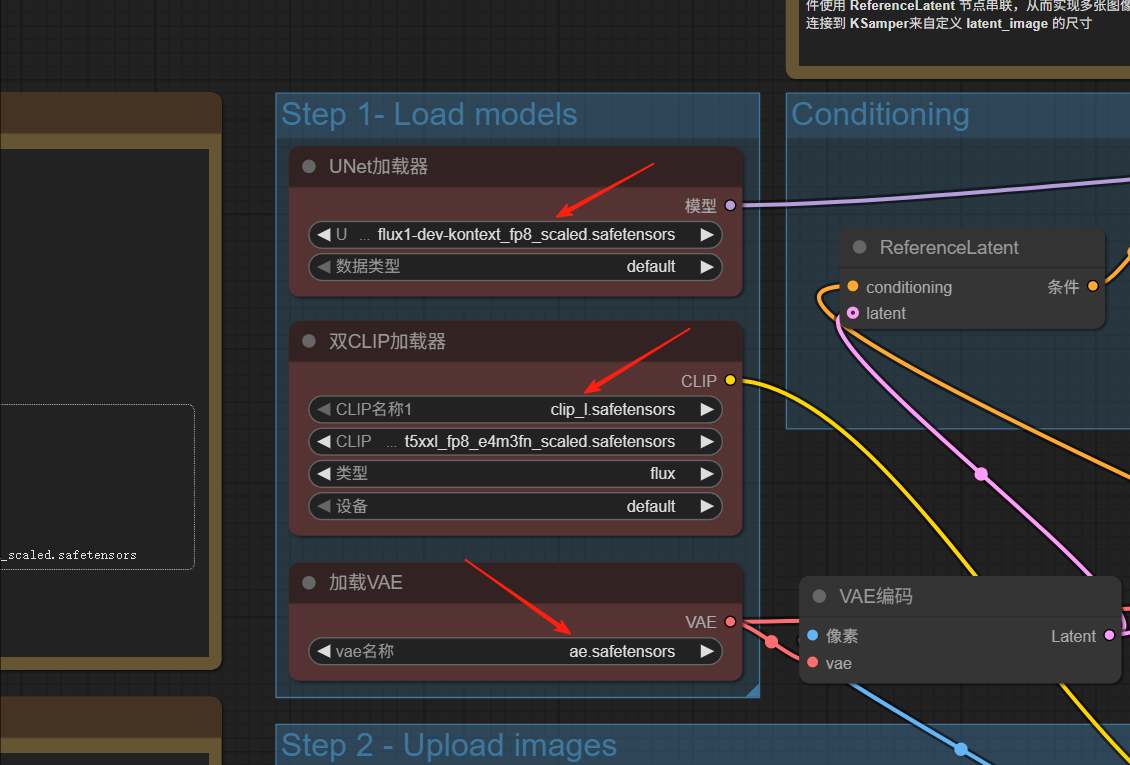 件使用 ReferenceLatent 节点串联，从而实现多张图像
连接到 KSamper来自定义 latent_image 的尺寸
Step 1- Load models
UNet加载器
模型
U ... flux1-dev-kontext_fp8_scaled.safetensors
数据类型 default
双CLIP加载器
CLIP
CLIP名称1 clip_l.safetensors
CLIP ... t5xxl_fp8_e4m3fn_scaled.safetensors
类型 flux
设备 default
加载VAE
VAE
vae名称 ae.safetensors
Conditioning
ReferenceLatent
conditioning 条件
latent
_scaled.safetensors
VAE编码
像素 Latent
vae
Step 2 - Upload images